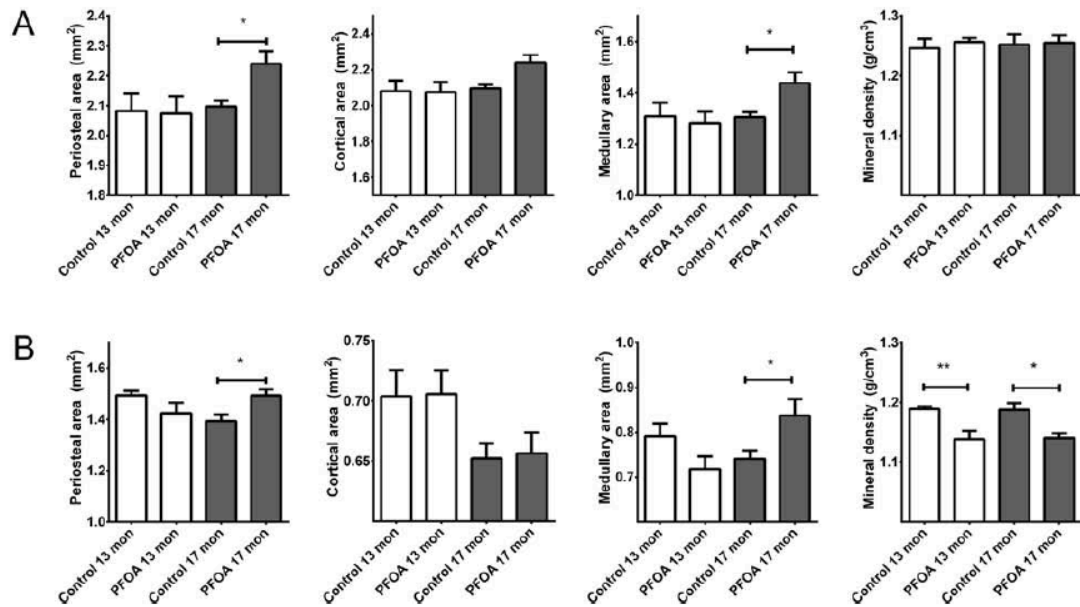 A
Periosteal area (mm²)
2.4
2.3
2.2
2.1
2.0
1.9
1.8
*
Control 13 mon
PFOA 13 mon
Control 17 mon
PFOA 17 mon
Cortical area (mm²)
2.4
2.2
2.0
1.8
1.6
Control 13 mon
PFOA 13 mon
Control 17 mon
PFOA 17 mon
Medullary area (mm²)
1.6
1.4
1.2
1.0
*
Control 13 mon
PFOA 13 mon
Control 17 mon
PFOA 17 mon
Mineral density (g/cm³)
1.3
1.2
1.1
Control 13 mon
PFOA 13 mon
Control 17 mon
PFOA 17 mon
B
Periosteal area (mm²)
1.5
1.4
1.0
*
Control 13 mon
PFOA 13 mon
Control 17 mon
PFOA 17 mon
Cortical area (mm²)
0.75
0.70
0.65
Control 13 mon
PFOA 13 mon
Control 17 mon
PFOA 17 mon
Medullary area (mm²)
1.0
0.9
0.8
0.7
*
Control 13 mon
PFOA 13 mon
Control 17 mon
PFOA 17 mon
Mineral density (g/cm³)
1.3
1.2
1.1
**
*
Control 13 mon
PFOA 13 mon
Control 17 mon
PFOA 17 mon